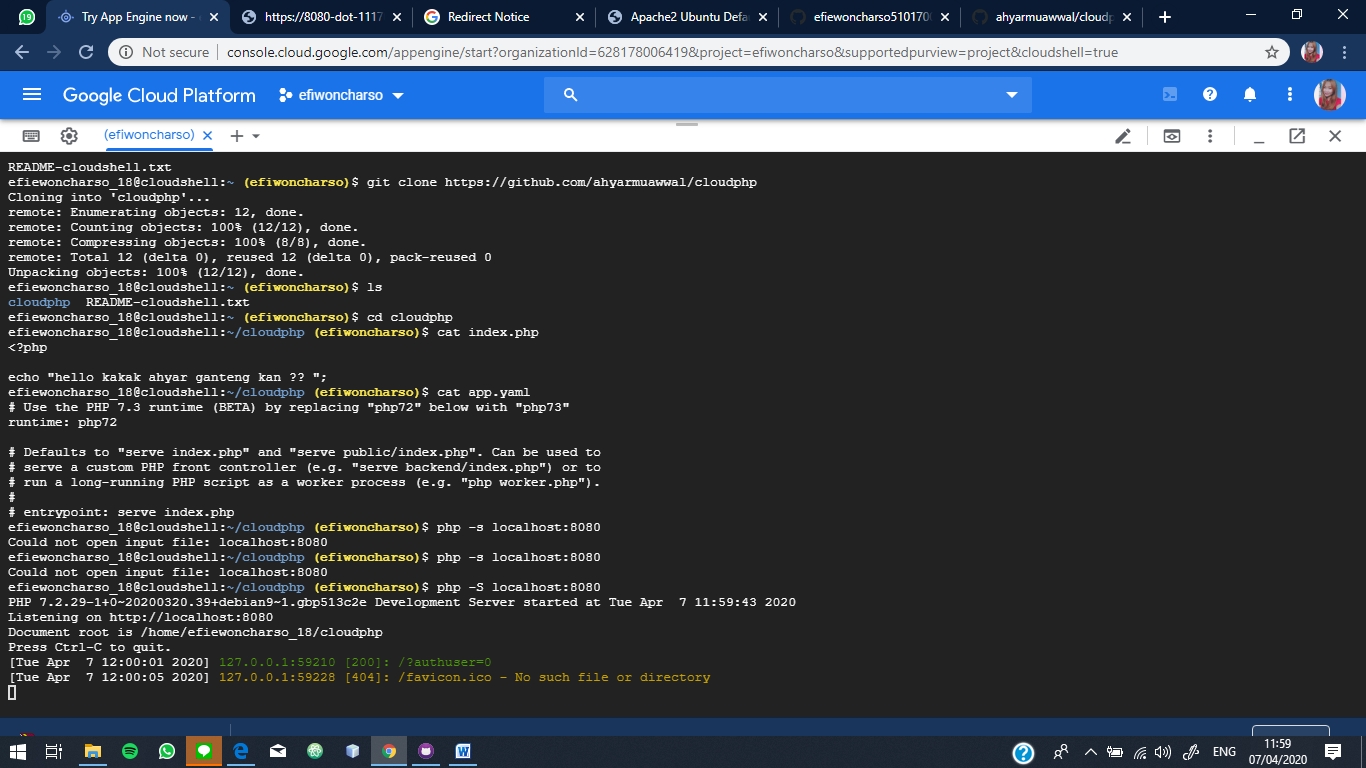 19
Try App Engine now -
https://8080-dot-1117
Redirect Notice
Apache2 Ubuntu Defa
efiewoncharso5101700
ahyarmuawwal/cloudp
Not secure
console.cloud.google.com/appengine/start?organizationId=628178006419&project=efiwoncharso&supportedpurview=project&cloudshell=true
Google Cloud Platform
efiwoncharso
(efiwoncharso)
README-cloudshell.txt
efiewoncharso_18@cloudshell:~ (efiwoncharso)$ git clone https://github.com/ahyarmuawwal/cloudphp
Cloning into 'cloudphp'...
remote: Enumerating objects: 12, done.
remote: Counting objects: 100% (12/12), done.
remote: Compressing objects: 100% (8/8), done.
remote: Total 12 (delta 0), reused 12 (delta 0), pack-reused 0
Unpacking objects: 100% (12/12), done.
efiewoncharso_18@cloudshell:~ (efiwoncharso)$ ls
cloudphp  README-cloudshell.txt
efiewoncharso_18@cloudshell:~ (efiwoncharso)$ cd cloudphp
efiewoncharso_18@cloudshell:~/cloudphp (efiwoncharso)$ cat index.php
<?php
echo "hello kakak ahyar ganteng kan ?? ";
efiewoncharso_18@cloudshell:~/cloudphp (efiwoncharso)$ cat app.yaml
# Use the PHP 7.3 runtime (BETA) by replacing "php72" below with "php73"
runtime: php72
# Defaults to "serve index.php" and "serve public/index.php". Can be used to
# serve a custom PHP front controller (e.g. "serve backend/index.php") or to
# run a long-running PHP script as a worker process (e.g. "php worker.php").
#
# entrypoint: serve index.php
efiewoncharso_18@cloudshell:~/cloudphp (efiwoncharso)$ php -s localhost:8080
Could not open input file: localhost:8080
efiewoncharso_18@cloudshell:~/cloudphp (efiwoncharso)$ php -s localhost:8080
Could not open input file: localhost:8080
efiewoncharso_18@cloudshell:~/cloudphp (efiwoncharso)$ php -S localhost:8080
PHP 7.2.29-1+0~20200320.39+debian9~1.gbp513c2e Development Server started at Tue Apr  7 11:59:43 2020
Listening on http://localhost:8080
Document root is /home/efiewoncharso_18/cloudphp
Press Ctrl-C to quit.
[Tue Apr  7 12:00:01 2020] 127.0.0.1:59210 [200]: /?authuser=0
[Tue Apr  7 12:00:05 2020] 127.0.0.1:59228 [404]: /favicon.ico - No such file or directory
ENG
11:59
07/04/2020